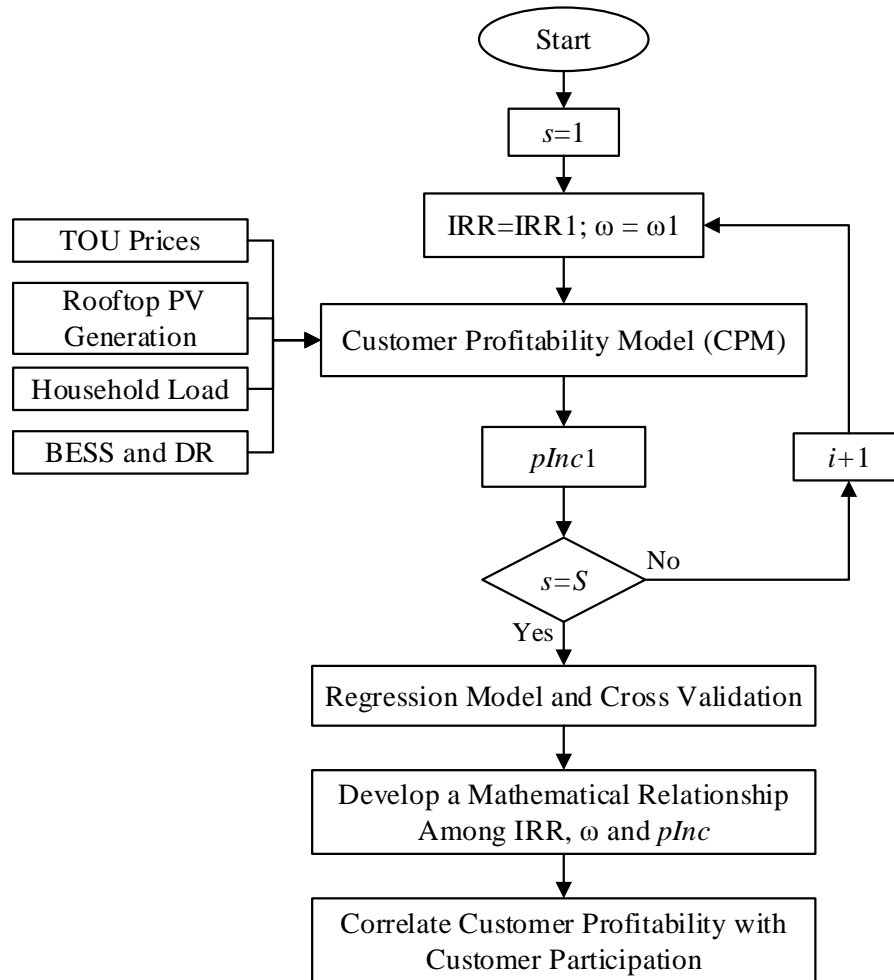 Start
s=1
IRR=IRR1; ω = ω1
TOU Prices
Rooftop PV
Generation
Household Load
BESS and DR
Customer Profitability Model (CPM)
pInc1
i+1
s=S
No
Yes
Regression Model and Cross Validation
Develop a Mathematical Relationship
Among IRR, ω and pInc
Correlate Customer Profitability with
Customer Participation